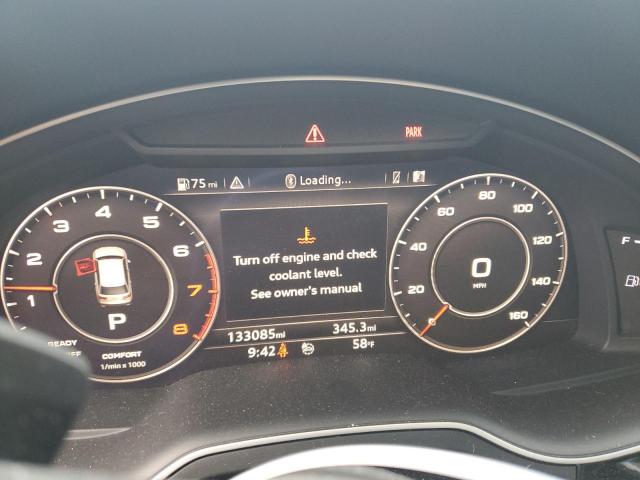 PARK
75 mi
Loading...
Turn off engine and check
coolant level.
See owner's manual
1 2 3 4 5 6 7 8
P
READY
COMFORT
1/min x 1000
20 40 60 80 100 120 140 160
0
MPH
133085mi 345.3mi
9:42 58°F
F